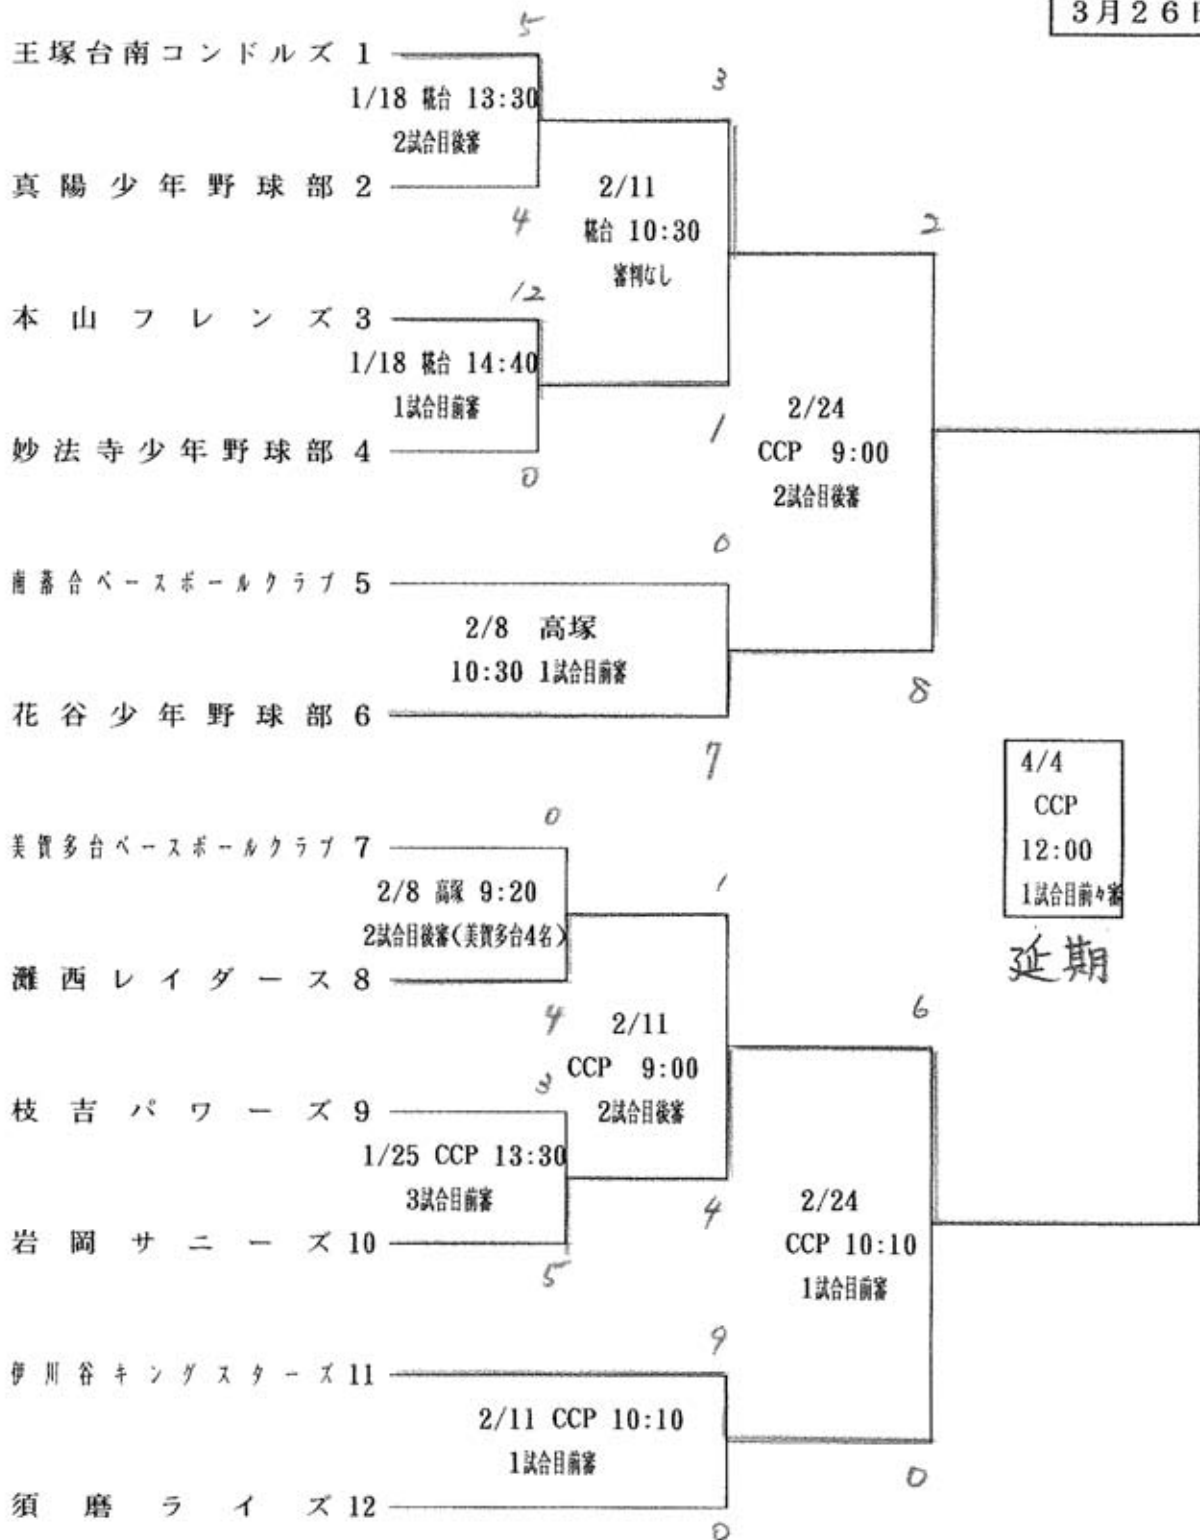 3月26日
5
王塚台南コンドルズ 1
3
1/18 糀台 13:30
2試合目後審
真陽少年野球部 2
2/11
4
糀台 10:30
2
審判なし
12
本山フレンズ 3
1/18 糀台 14:40
1試合目前審
2/24
1
妙法寺少年野球部 4
CCP 9:00
0
2試合目後審
0
南落合ベースボールクラブ 5
2/8 高塚
10:30 1試合目前審
8
花谷少年野球部 6
7
4/4
CCP
12:00
1試合目前々審
延期
0
美賀多台ベースボールクラブ 7
2/8 高塚 9:20
1
2試合目後審(美賀多台4名)
灘西レイダース 8
4
2/11
6
CCP 9:00
3
2試合目後審
枝吉パワーズ 9
1/25 CCP 13:30
3試合目前審
4
2/24
岩岡サニーズ 10
CCP 10:10
5
1試合目前審
9
伊川谷キングスターズ 11
2/11 CCP 10:10
1試合目前審
0
須磨ライズ 12
0